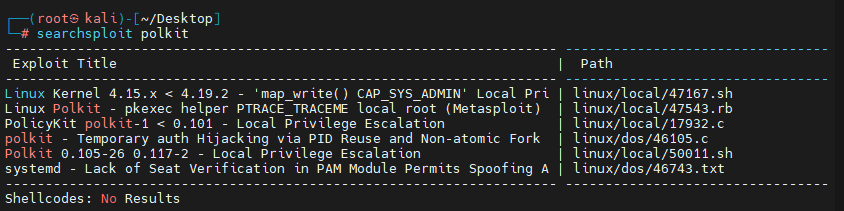 ┌──(root㉿kali)-[~/Desktop]
└─# searchsploit polkit
---------------------------------------------------------- ---------------------------------
 Exploit Title | Path
---------------------------------------------------------- ---------------------------------
Linux Kernel 4.15.x < 4.19.2 - 'map_write() CAP_SYS_ADMIN' Local Pri | linux/local/47167.sh
Linux Polkit - pkexec helper PTRACE_TRACEME local root (Metasploit) | linux/local/47543.rb
PolicyKit polkit-1 < 0.101 - Local Privilege Escalation | linux/local/17932.c
polkit - Temporary auth Hijacking via PID Reuse and Non-atomic Fork | linux/dos/46105.c
Polkit 0.105-26 0.117-2 - Local Privilege Escalation | linux/local/50011.sh
systemd - Lack of Seat Verification in PAM Module Permits Spoofing A | linux/dos/46743.txt
---------------------------------------------------------- ---------------------------------
Shellcodes: No Results